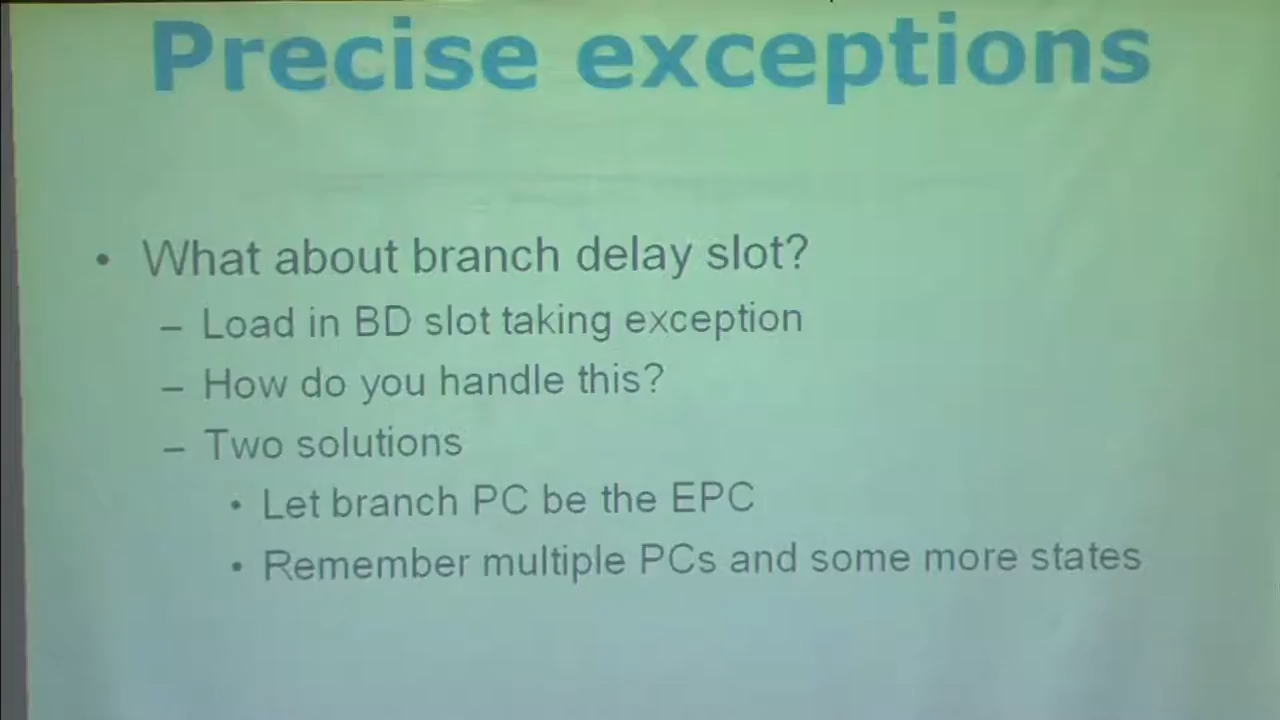 Precise exceptions
• What about branch delay slot?
– Load in BD slot taking exception
– How do you handle this?
– Two solutions
• Let branch PC be the EPC
• Remember multiple PCs and some more states